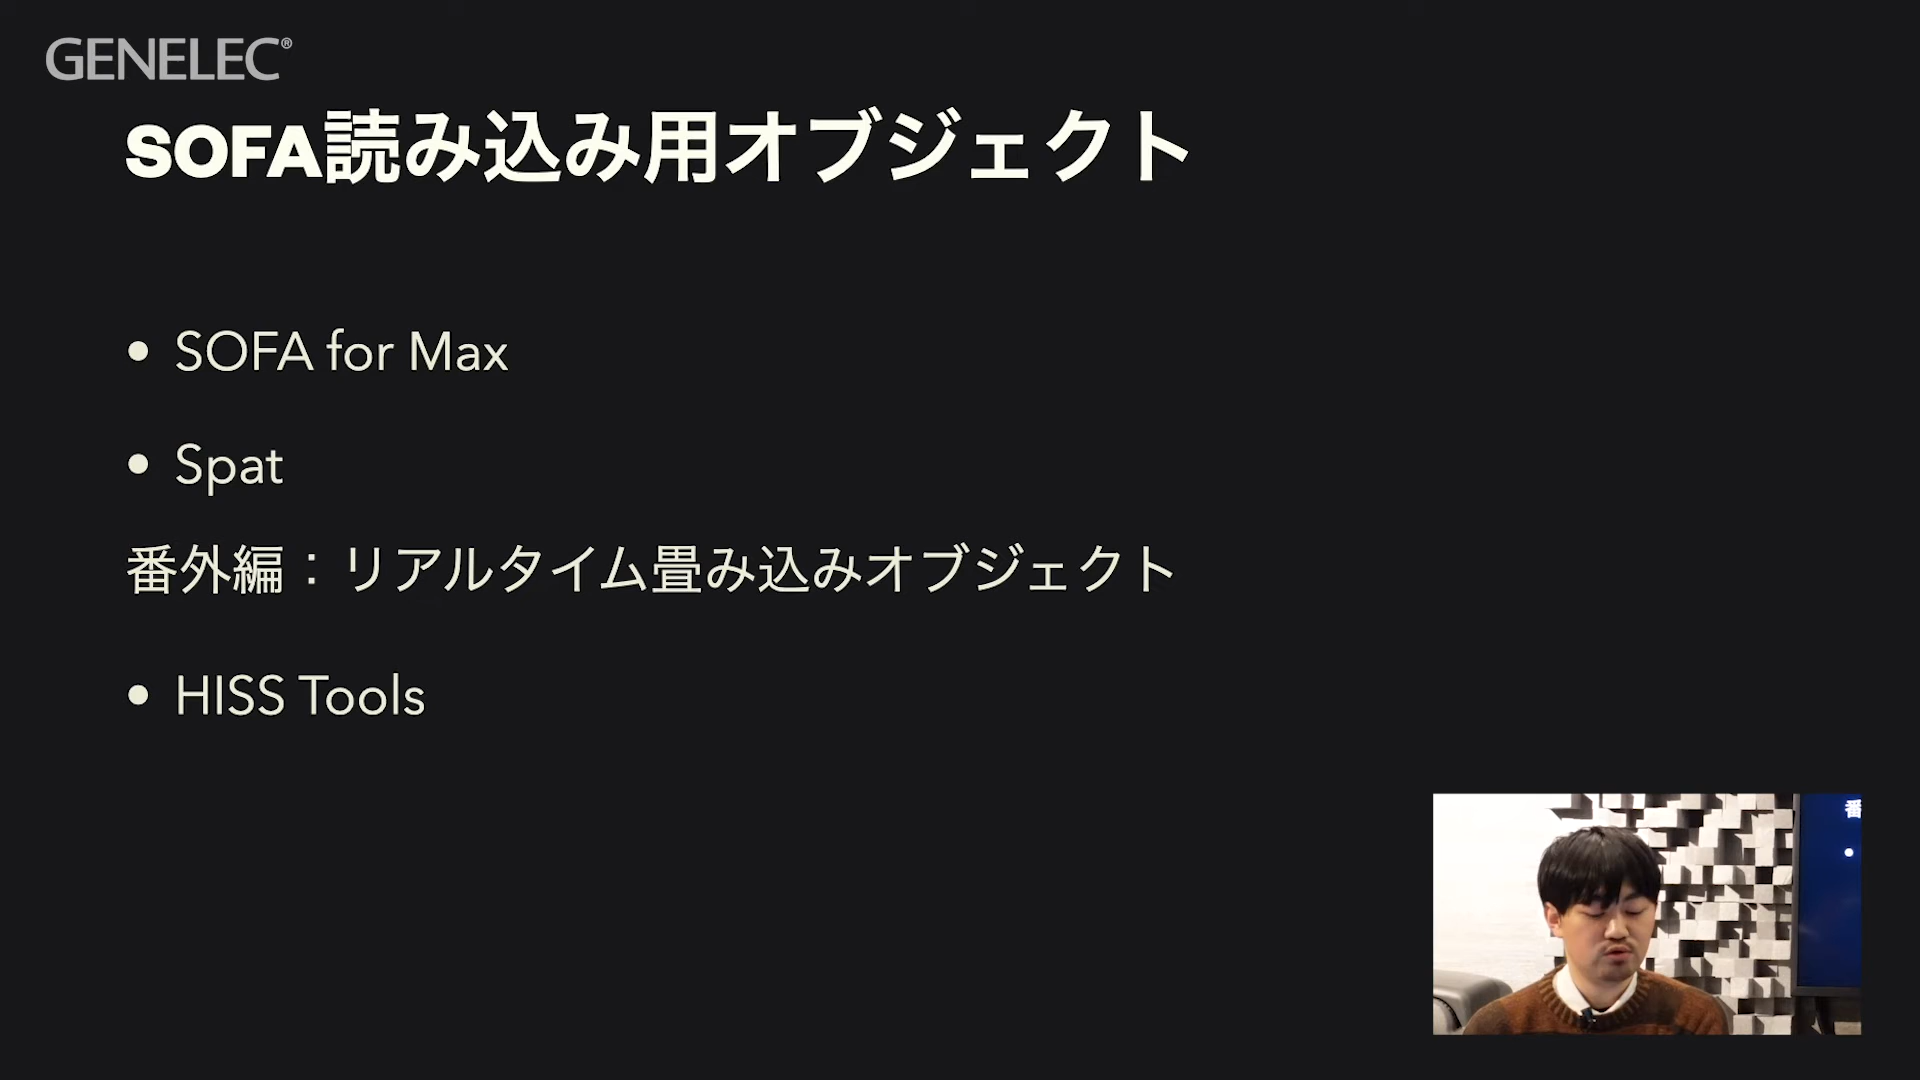 GENELEC®
SOFA読み込み用オブジェクト
• SOFA for Max
• Spat
番外編：リアルタイム畳み込みオブジェクト
• HISS Tools
番